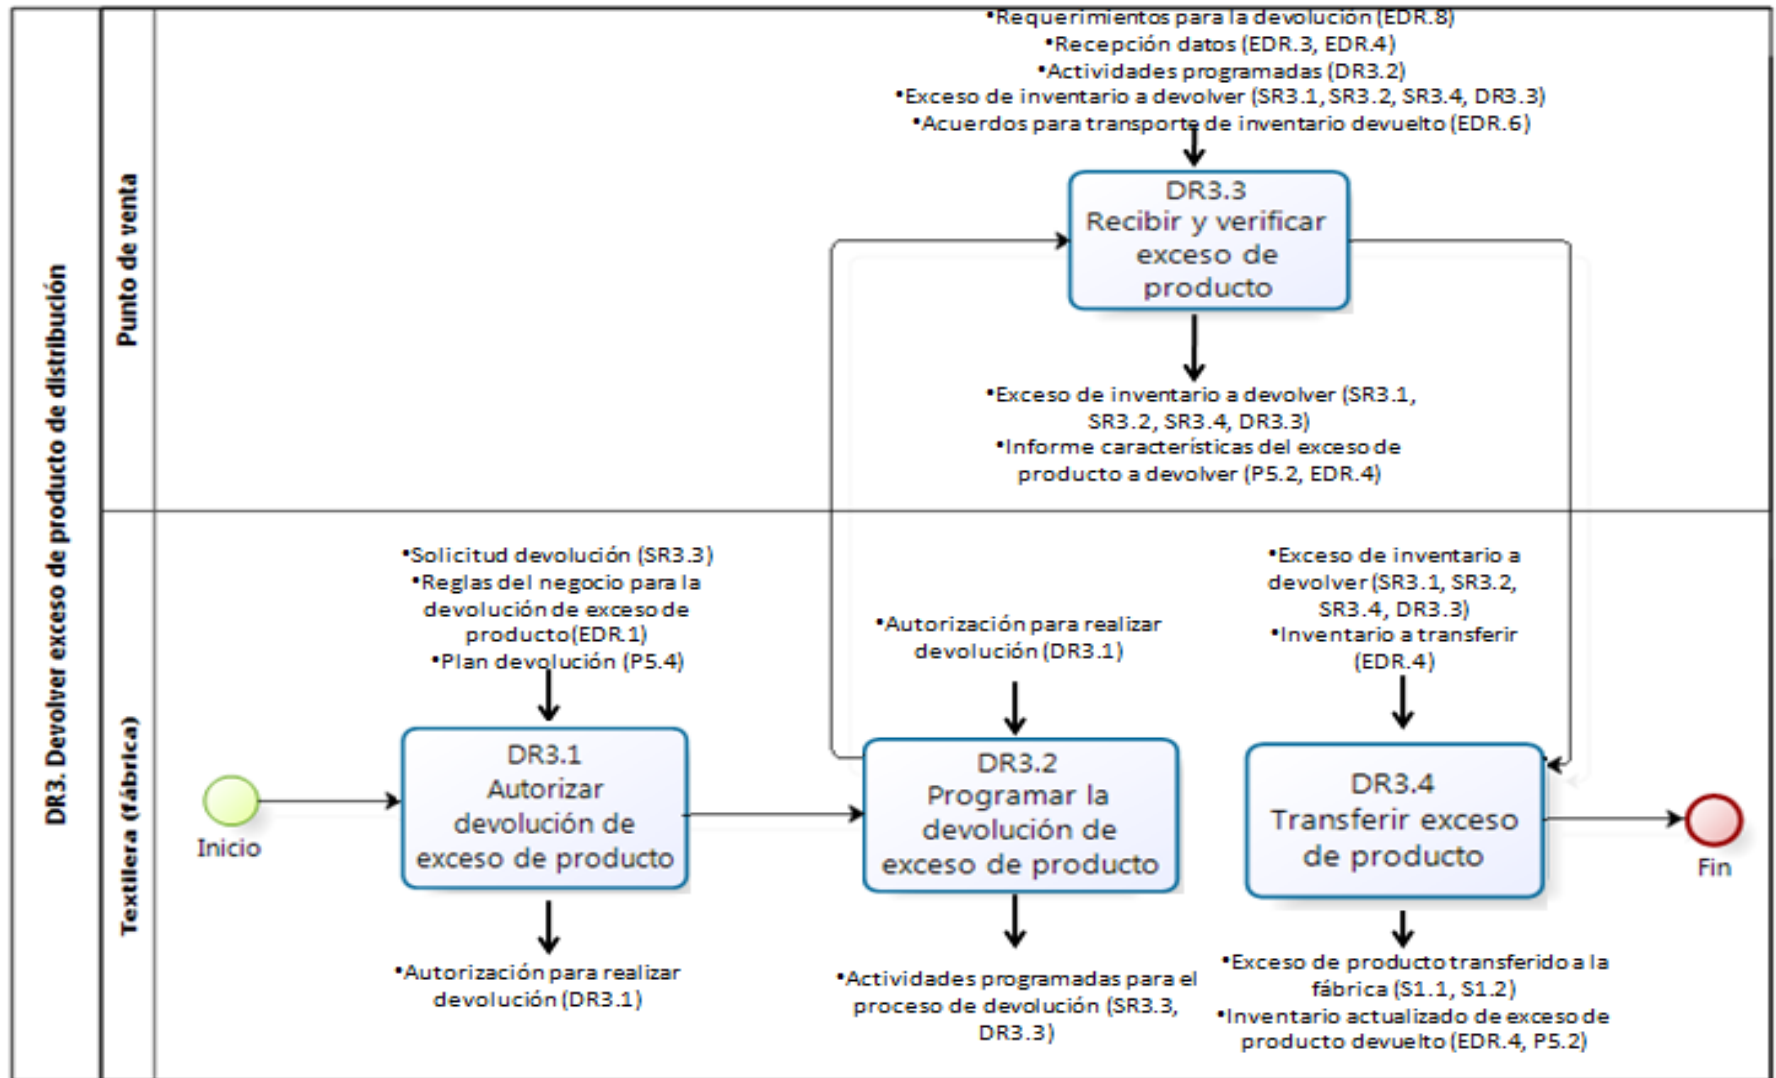 DR3. Devolver exceso de producto de distribución
Punto de venta
•Requerimientos para la devolución (EDR.8)
•Recepción datos (EDR.3, EDR.4)
•Actividades programadas (DR3.2)
•Exceso de inventario a devolver (SR3.1, SR3.2, SR3.4, DR3.3)
•Acuerdos para transporte de inventario devuelto (EDR.6)
DR3.3
Recibir y verificar
exceso de
producto
•Exceso de inventario a devolver (SR3.1,
SR3.2, SR3.4, DR3.3)
•Informe características del exceso de
producto a devolver (P5.2, EDR.4)
Textilera (fábrica)
Inicio
•Solicitud devolución (SR3.3)
•Reglas del negocio para la
devolución de exceso de
producto(EDR.1)
•Plan devolución (P5.4)
DR3.1
Autorizar
devolución de
exceso de producto
•Autorización para realizar
devolución (DR3.1)
•Autorización para realizar
devolución (DR3.1)
DR3.2
Programar la
devolución de
exceso de producto
•Actividades programadas para el
proceso de devolución (SR3.3,
DR3.3)
•Exceso de inventario a
devolver (SR3.1, SR3.2,
SR3.4, DR3.3)
•Inventario a transferir
(EDR.4)
DR3.4
Transferir exceso
de producto
•Exceso de producto transferido a la
fábrica (S1.1, S1.2)
•Inventario actualizado de exceso de
producto devuelto (EDR.4, P5.2)
Fin